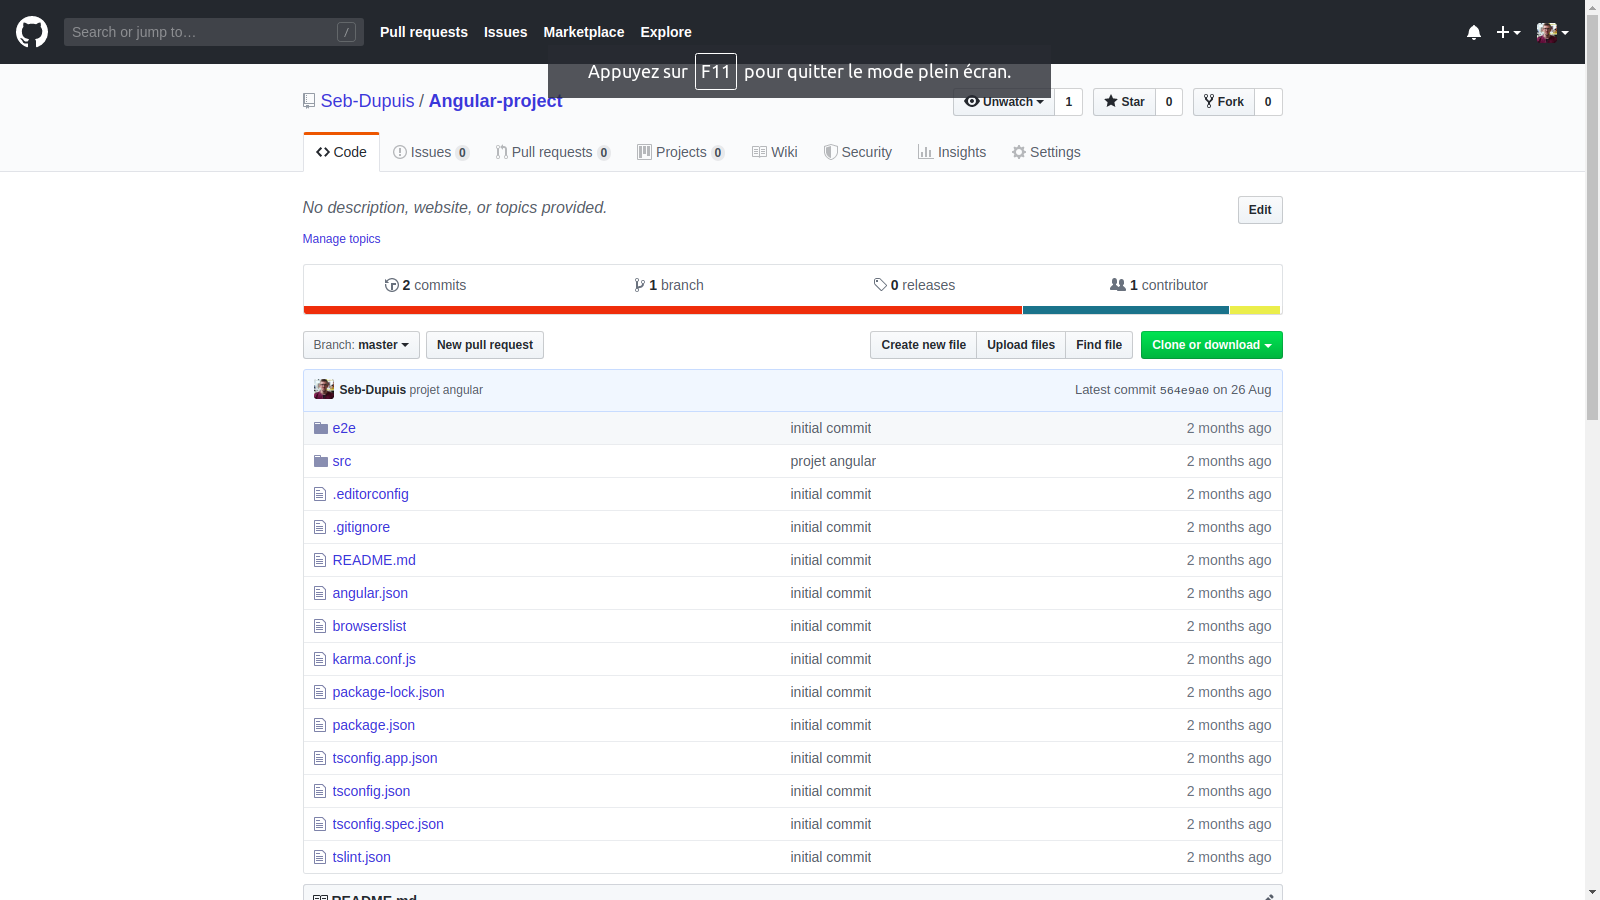 Search or jump to… / Pull requests Issues Marketplace Explore
Appuyez sur F11 pour quitter le mode plein écran.
Seb-Dupuis / Angular-project Unwatch 1 Star 0 Fork 0
Code Issues 0 Pull requests 0 Projects 0 Wiki Security Insights Settings
No description, website, or topics provided. Edit
Manage topics
2 commits 1 branch 0 releases 1 contributor
Branch: master New pull request Create new file Upload files Find file Clone or download
Seb-Dupuis projet angular Latest commit 564e9a0 on 26 Aug
e2e initial commit 2 months ago
src projet angular 2 months ago
.editorconfig initial commit 2 months ago
.gitignore initial commit 2 months ago
README.md initial commit 2 months ago
angular.json initial commit 2 months ago
browserslist initial commit 2 months ago
karma.conf.js initial commit 2 months ago
package-lock.json initial commit 2 months ago
package.json initial commit 2 months ago
tsconfig.app.json initial commit 2 months ago
tsconfig.json initial commit 2 months ago
tsconfig.spec.json initial commit 2 months ago
tslint.json initial commit 2 months ago
README.md